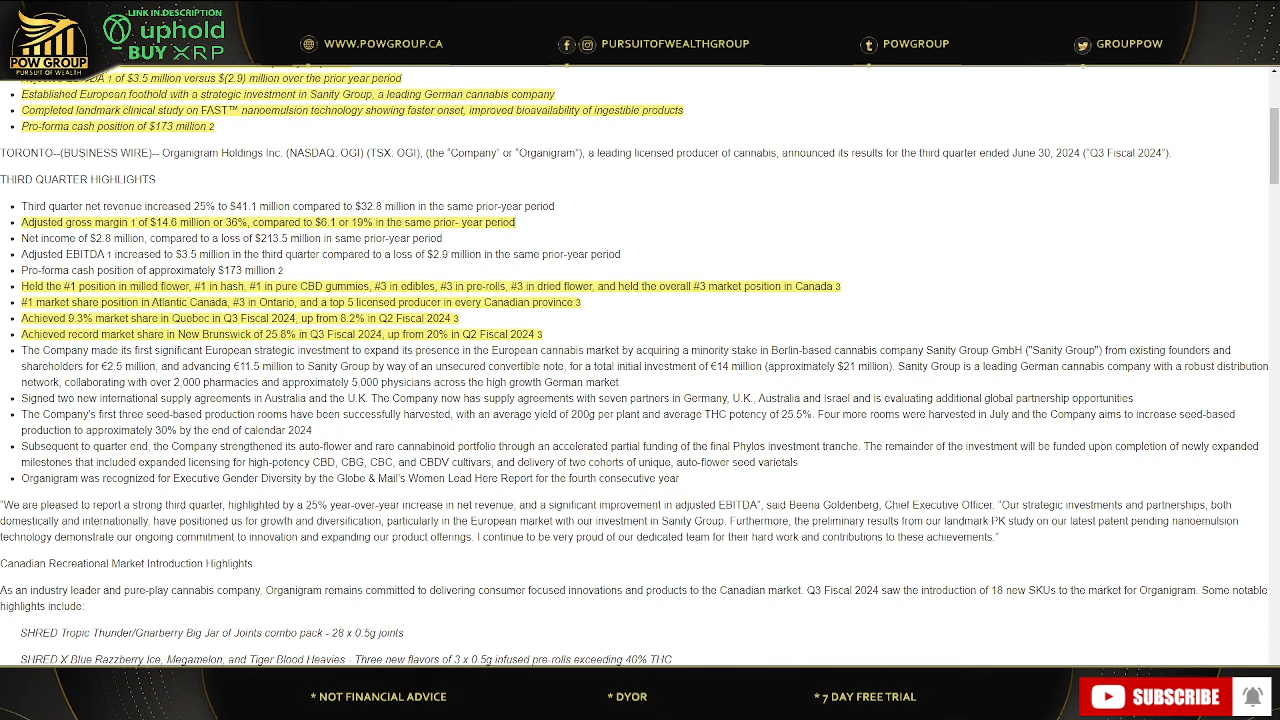 LINK IN DESCRIPTION
uphold
BUY XRP
POW GROUP
PURSUIT OF WEALTH
WWW.POWGROUP.CA
PURSUITOFWEALTHGROUP
POWGROUP
GROUPPOW
Adjusted EBITDA 1 of $3.5 million versus $(2.9) million over the prior year period
Established European foothold with a strategic investment in Sanity Group, a leading German cannabis company
Completed landmark clinical study on FAST™ nanoemulsion technology showing faster onset, improved bioavailability of ingestible products
Pro-forma cash position of $173 million 2
TORONTO--(BUSINESS WIRE)-- Organigram Holdings Inc. (NASDAQ: OGI) (TSX: OGI), (the “Company” or “Organigram”), a leading licensed producer of cannabis, announced its results for the third quarter ended June 30, 2024 (“Q3 Fiscal 2024”).
THIRD QUARTER HIGHLIGHTS
Third quarter net revenue increased 25% to $41.1 million compared to $32.8 million in the same prior-year period
Adjusted gross margin 1 of $14.6 million or 36%, compared to $6.1 or 19% in the same prior- year period
Net income of $2.8 million, compared to a loss of $213.5 million in same prior-year period
Adjusted EBITDA 1 increased to $3.5 million in the third quarter compared to a loss of $2.9 million in the same prior-year period
Pro-forma cash position of approximately $173 million 2
Held the #1 position in milled flower, #1 in hash, #1 in pure CBD gummies, #3 in edibles, #3 in pre-rolls, #3 in dried flower, and held the overall #3 market position in Canada 3
#1 market share position in Atlantic Canada, #3 in Ontario, and a top 5 licensed producer in every Canadian province 3
Achieved 9.3% market share in Quebec in Q3 Fiscal 2024, up from 8.2% in Q2 Fiscal 2024 3
Achieved record market share in New Brunswick of 25.8% in Q3 Fiscal 2024, up from 20% in Q2 Fiscal 2024 3
The Company made its first significant European strategic investment to expand its presence in the European cannabis market by acquiring a minority stake in Berlin-based cannabis company Sanity Group GmbH ("Sanity Group") from existing founders and
shareholders for €2.5 million, and advancing €11.5 million to Sanity Group by way of an unsecured convertible note, for a total initial investment of €14 million (approximately $21 million). Sanity Group is a leading German cannabis company with a robust distribution
network, collaborating with over 2,000 pharmacies and approximately 5,000 physicians across the high growth German market
Signed two new international supply agreements in Australia and the U.K. The Company now has supply agreements with seven partners in Germany, U.K., Australia and Israel and is evaluating additional global partnership opportunities
The Company's first three seed-based production rooms have been successfully harvested, with an average yield of 200g per plant and average THC potency of 25.5%. Four more rooms were harvested in July and the Company aims to increase seed-based
production to approximately 30% by the end of calendar 2024
Subsequent to quarter end, the Company strengthened its auto-flower and rare cannabinoid portfolio through an accelerated partial funding of the final Phylos investment tranche. The remainder of the investment will be funded upon completion of newly expanded
milestones that included expanded licensing for high-potency CBD, CBG, CBC, and CBDV cultivars, and delivery of two cohorts of unique, auto-flower seed varietals
Organigram was recognized for Executive Gender Diversity by the Globe & Mail's Women Lead Here Report for the fourth consecutive year
“We are pleased to report a strong third quarter, highlighted by a 25% year-over-year increase in net revenue, and a significant improvement in adjusted EBITDA”, said Beena Goldenberg, Chief Executive Officer. “Our strategic investments and partnerships, both
domestically and internationally, have positioned us for growth and diversification, particularly in the European market with our investment in Sanity Group. Furthermore, the preliminary results from our landmark PK study on our latest patent pending nanoemulsion
technology demonstrate our ongoing commitment to innovation and expanding our product offerings. I continue to be very proud of our dedicated team for their hard work and contributions to these achievements.”
Canadian Recreational Market Introduction Highlights
As an industry leader and pure-play cannabis company, Organigram remains committed to delivering consumer focused innovations and products to the Canadian market. Q3 Fiscal 2024 saw the introduction of 18 new SKUs to the market for Organigram. Some notable
highlights include:
SHRED Tropic Thunder/Gnarberry Big Jar of Joints combo pack - 28 x 0.5g joints
SHRED X Blue Razzberry Ice, Megamelon, and Tiger Blood Heavies - Three new flavors of 3 x 0.5g infused pre-rolls exceeding 40% THC
* NOT FINANCIAL ADVICE
* DYOR
* 7 DAY FREE TRIAL
SUBSCRIBE